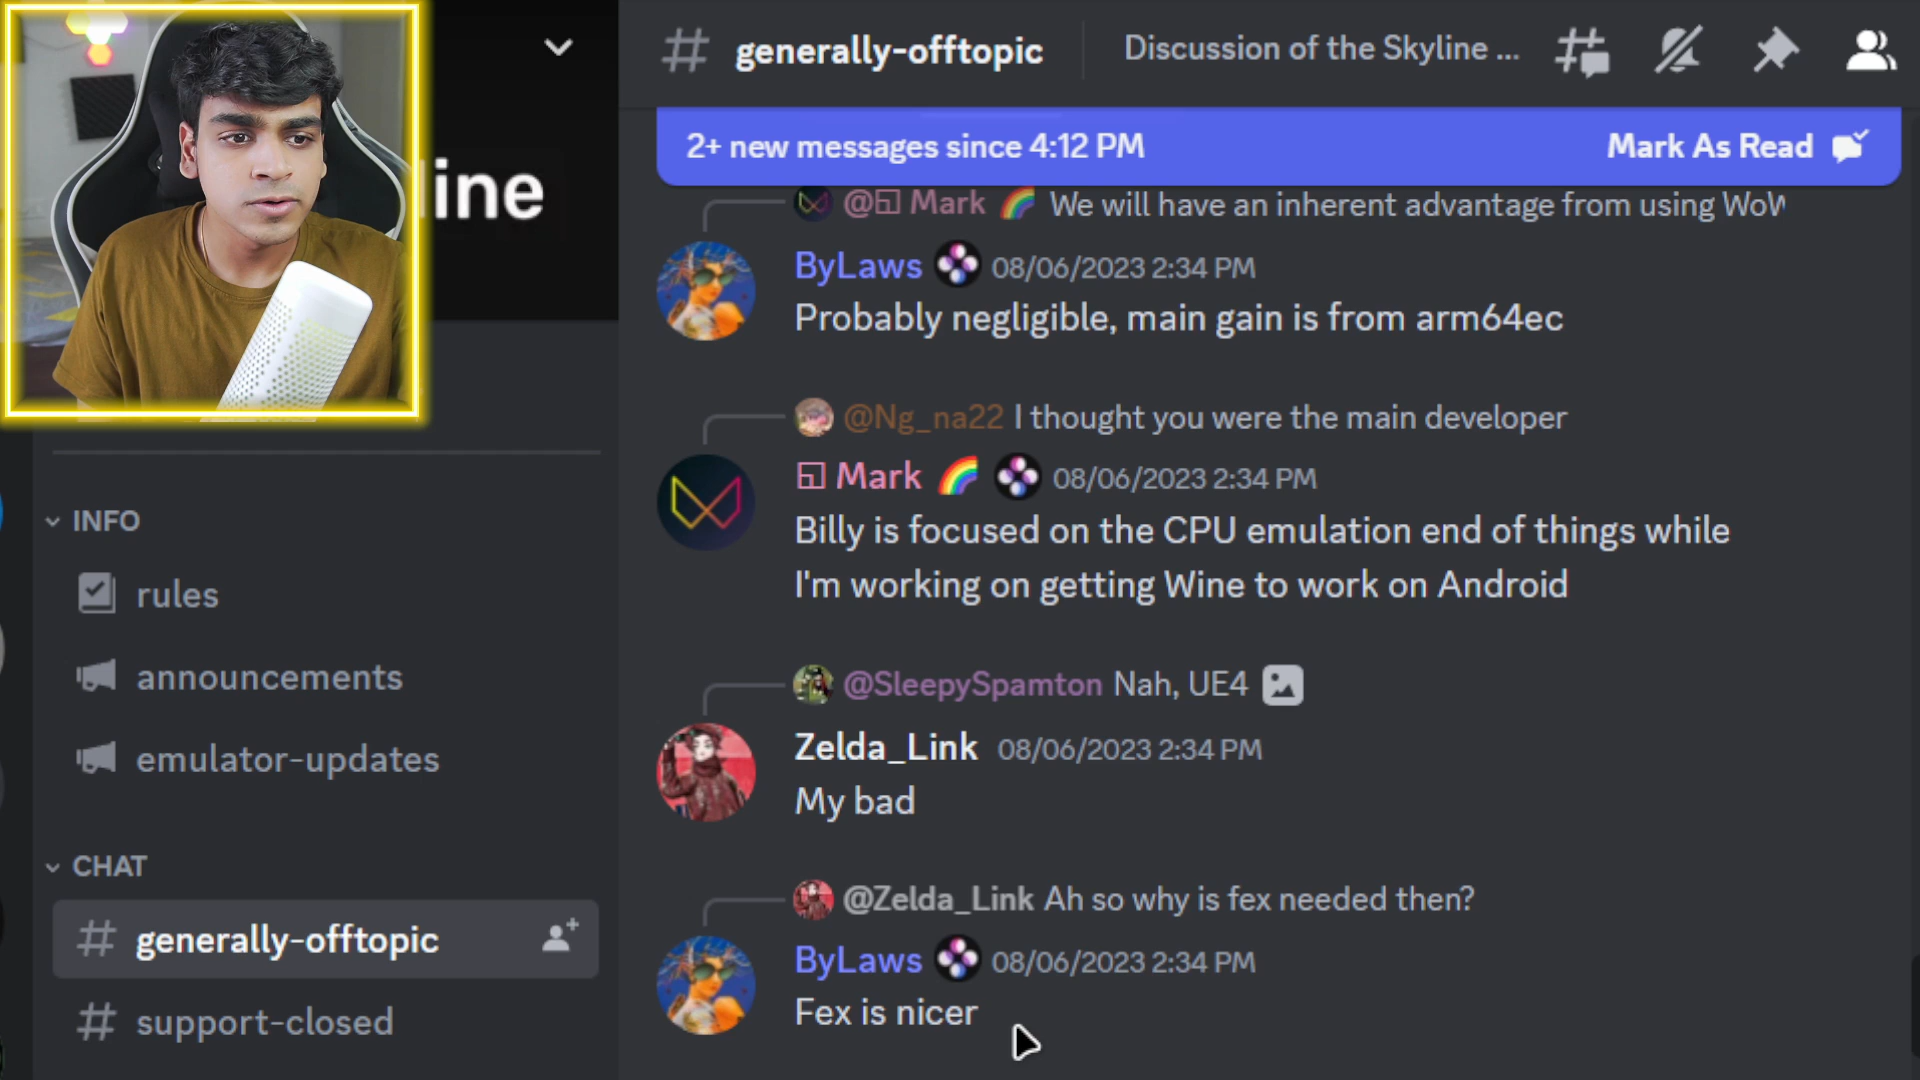 line
INFO
rules
announcements
emulator-updates
CHAT
generally-offtopic
support-closed
generally-offtopic
Discussion of the Skyline ...
2+ new messages since 4:12 PM
Mark As Read
@ Mark We will have an inherent advantage from using WoW
ByLaws 08/06/2023 2:34 PM
Probably negligible, main gain is from arm64ec
@Ng_na22 I thought you were the main developer
Mark 08/06/2023 2:34 PM
Billy is focused on the CPU emulation end of things while
I'm working on getting Wine to work on Android
@SleepySpamton Nah, UE4
Zelda_Link 08/06/2023 2:34 PM
My bad
@Zelda_Link Ah so why is fex needed then?
ByLaws 08/06/2023 2:34 PM
Fex is nicer